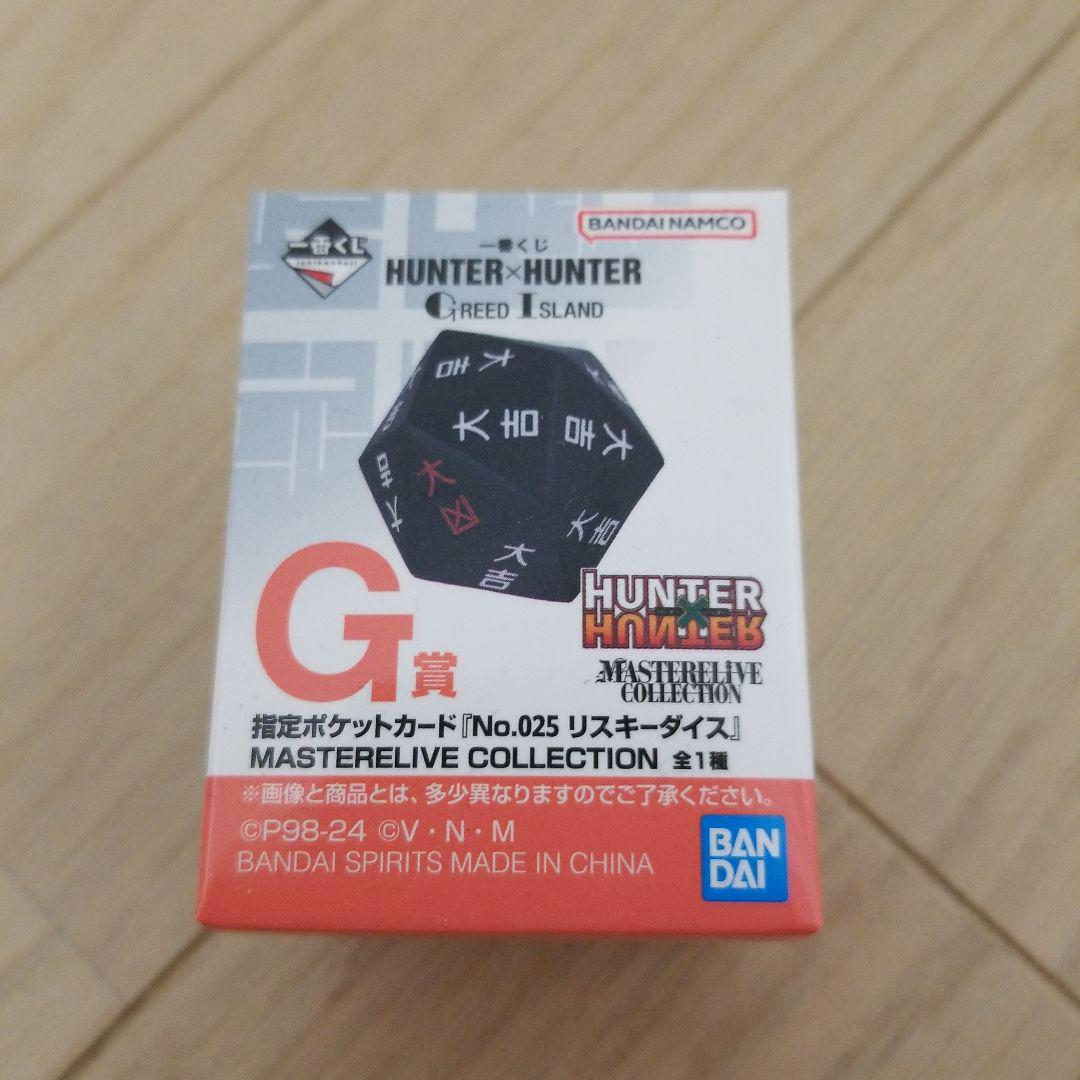 一番くじ
ichibankuji
BANDAI NAMCO
一番くじ
HUNTER×HUNTER
GREED ISLAND
大吉
大吉
大吉
大吉
大凶
大吉
大吉
HUNTER×HUNTER
MASTERELIVE
COLLECTION
G賞
指定ポケットカード『No.025 リスキーダイス』
MASTERELIVE COLLECTION 全1種
※画像と商品とは、多少異なりますのでご了承ください。
©P98-24 ©V・N・M
BANDAI SPIRITS MADE IN CHINA
BAN
DAI